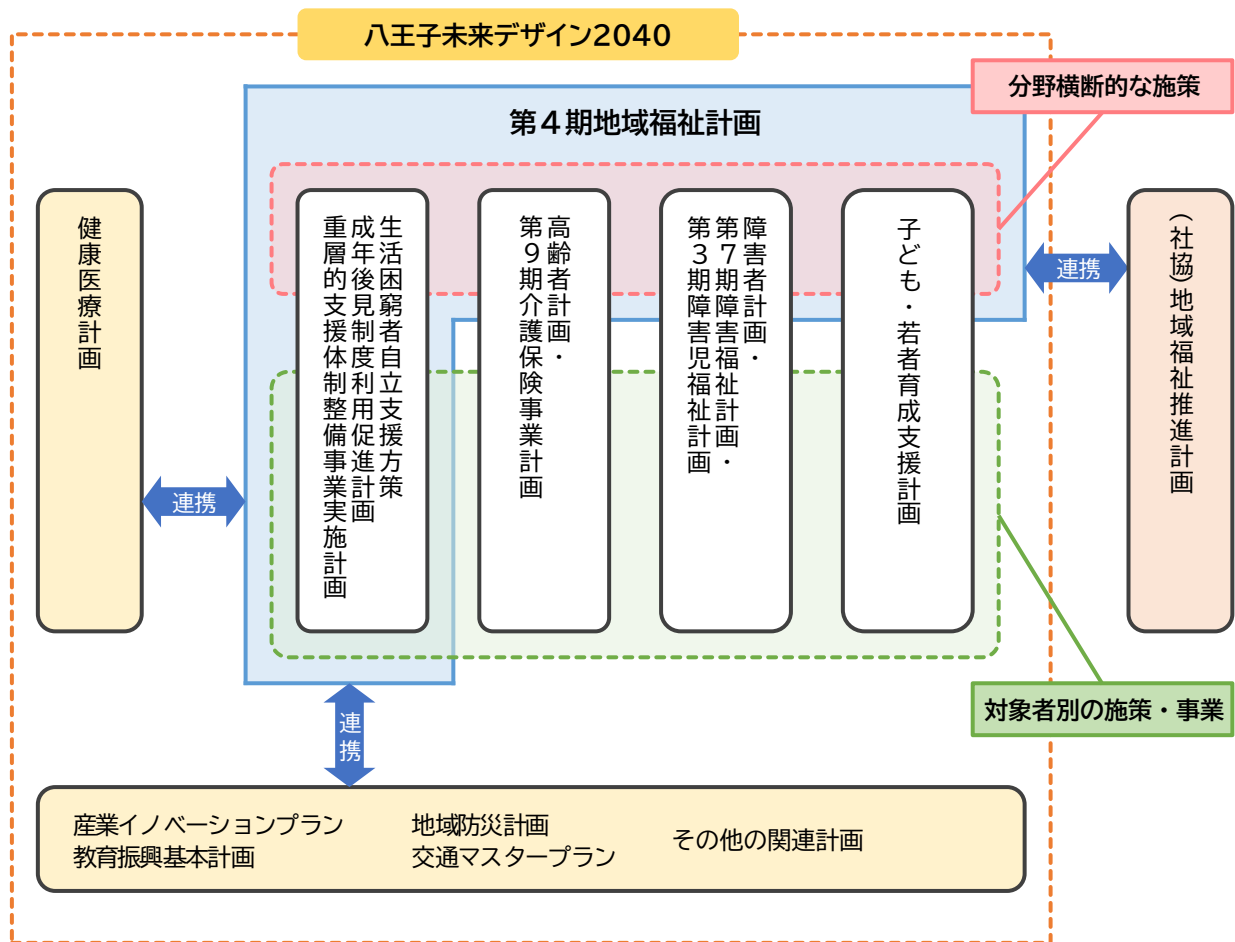 八王子未来デザイン2040
分野横断的な施策
第4期地域福祉計画
健康医療計画
生活困窮者自立支援方策
成年後見制度利用促進計画
重層的支援体制整備事業実施計画
高齢者計画・
第9期介護保険事業計画
障害者計画・
第7期障害福祉計画・
第3期障害児福祉計画
子ども・若者育成支援計画
(社協)地域福祉推進計画
連携
連携
対象者別の施策・事業
連携
産業イノベーションプラン
教育振興基本計画
地域防災計画
交通マスタープラン
その他の関連計画